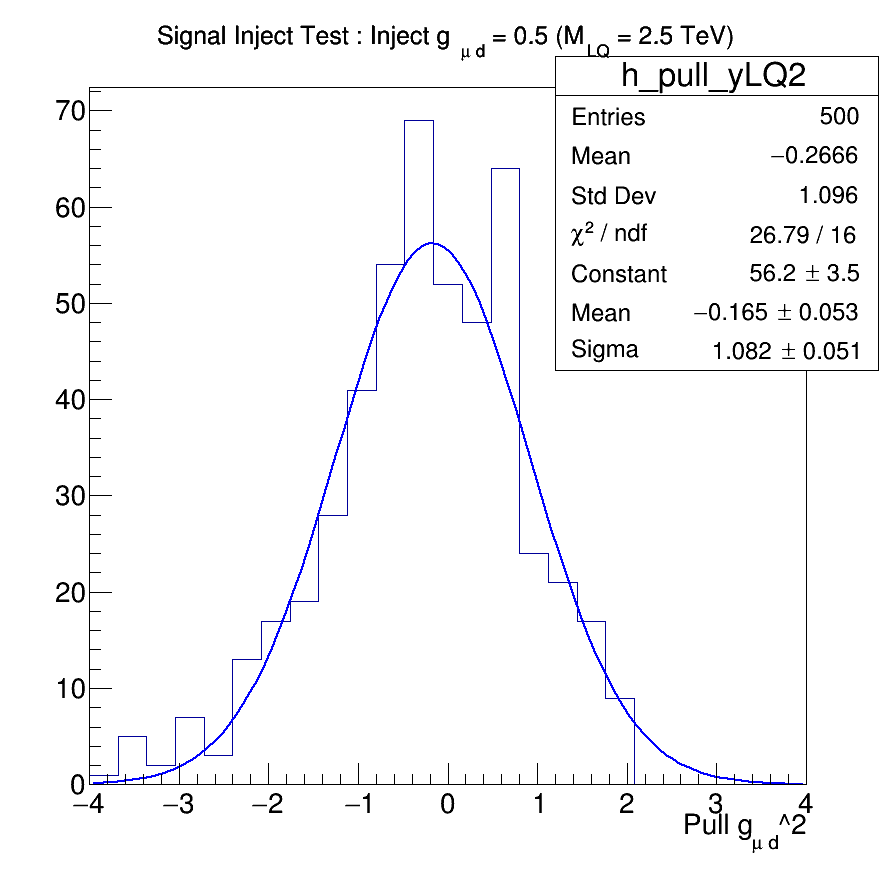 Signal Inject Test : Inject g μ d = 0.5 (M LQ = 2.5 TeV)
h_pull_yLQ2
Entries 500
Mean −0.2666
Std Dev 1.096
χ² / ndf 26.79 / 16
Constant 56.2 ± 3.5
Mean −0.165 ± 0.053
Sigma 1.082 ± 0.051
70
60
50
40
30
20
10
0
−4 −3 −2 −1 0 1 2 3 4
Pull g μ d ^2